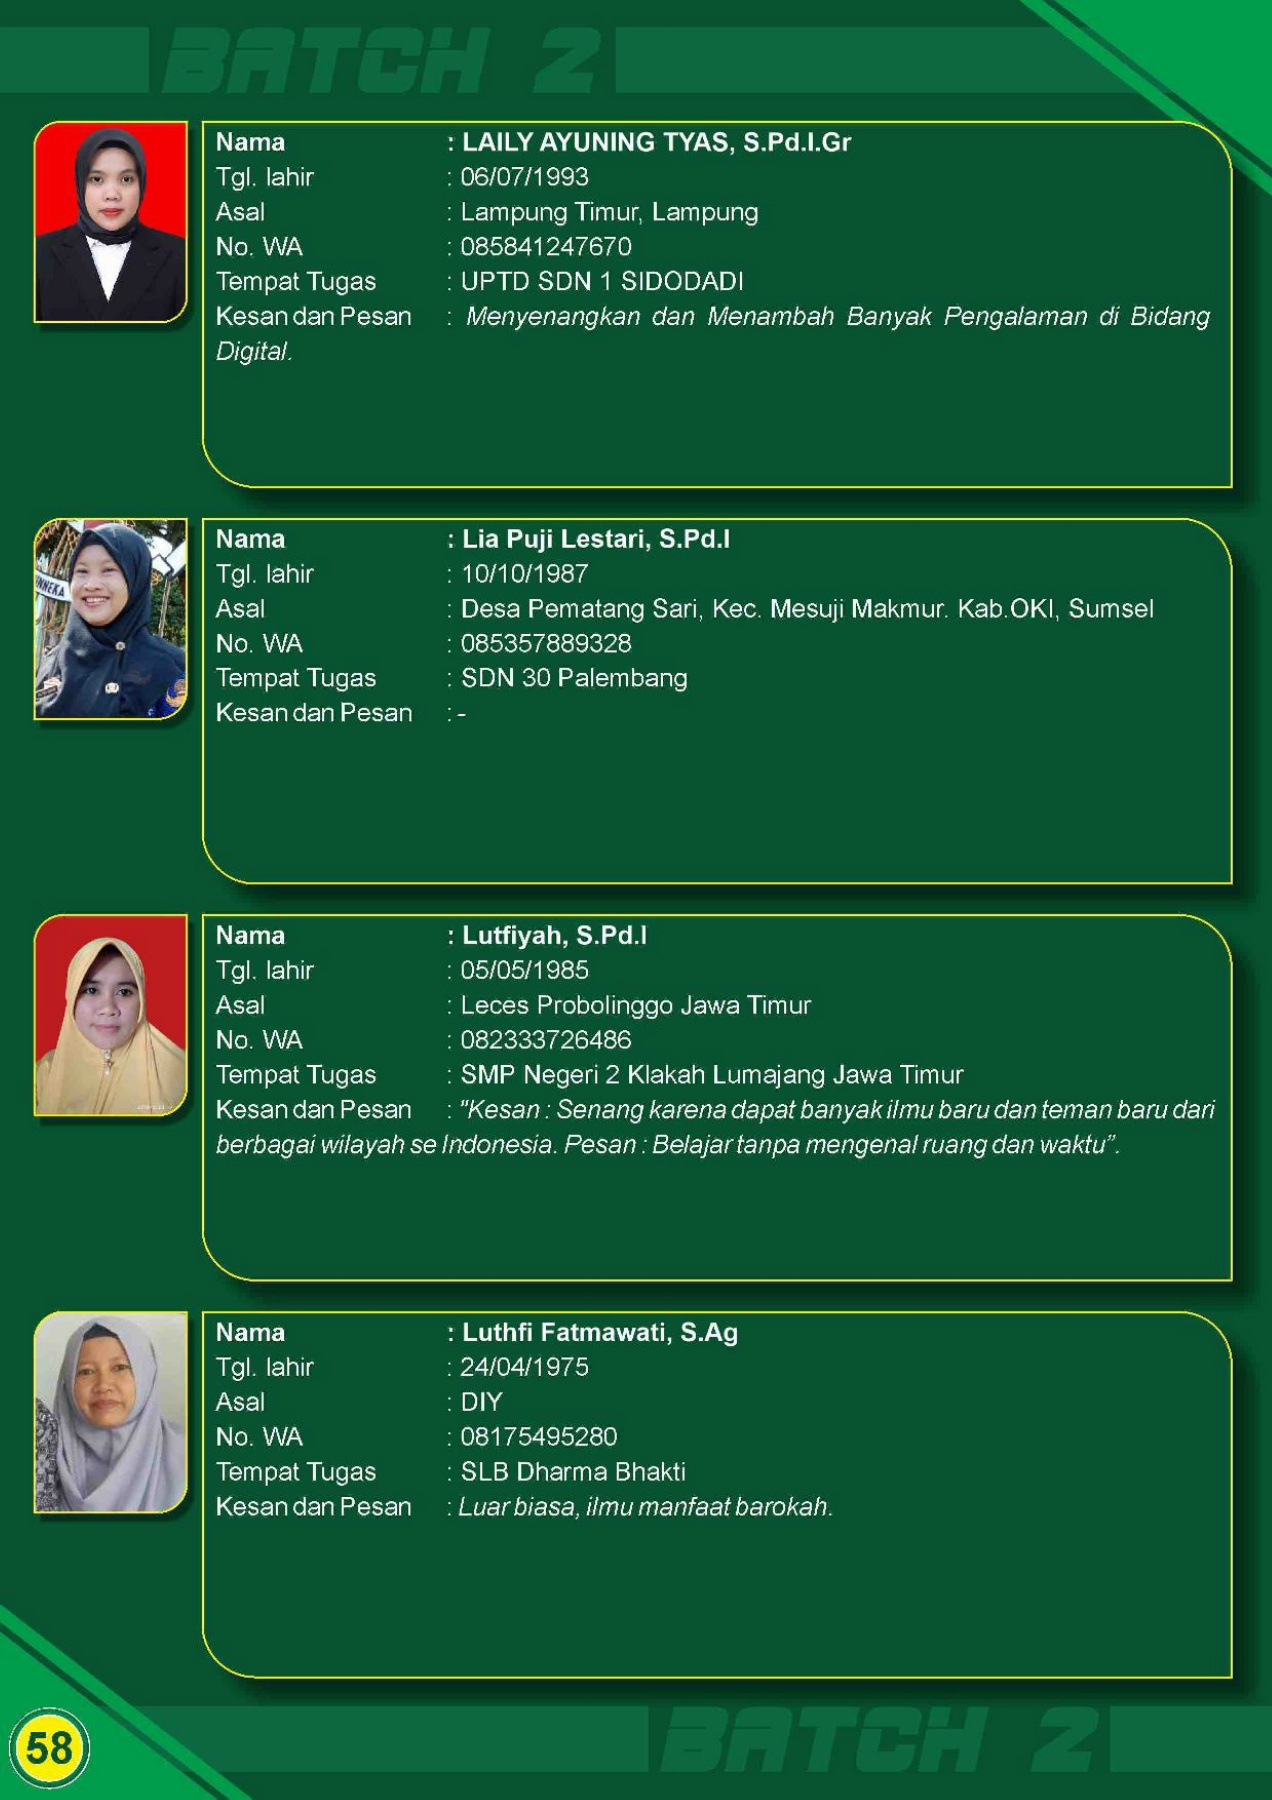 BATCH 2
Nama : LAILY AYUNING TYAS, S.Pd.I.Gr
Tgl. lahir : 06/07/1993
Asal : Lampung Timur, Lampung
No. WA : 085841247670
Tempat Tugas : UPTD SDN 1 SIDODADI
Kesan dan Pesan : Menyenangkan dan Menambah Banyak Pengalaman di Bidang
Digital.
NNEKA
Nama : Lia Puji Lestari, S.Pd.I
Tgl. lahir : 10/10/1987
Asal : Desa Pematang Sari, Kec. Mesuji Makmur. Kab.OKI, Sumsel
No. WA : 085357889328
Tempat Tugas : SDN 30 Palembang
Kesan dan Pesan : -
Nama : Lutfiyah, S.Pd.I
Tgl. lahir : 05/05/1985
Asal : Leces Probolinggo Jawa Timur
No. WA : 082333726486
Tempat Tugas : SMP Negeri 2 Klakah Lumajang Jawa Timur
Kesan dan Pesan : "Kesan : Senang karena dapat banyak ilmu baru dan teman baru dari
berbagai wilayah se Indonesia. Pesan : Belajar tanpa mengenal ruang dan waktu”.
Nama : Luthfi Fatmawati, S.Ag
Tgl. lahir : 24/04/1975
Asal : DIY
No. WA : 08175495280
Tempat Tugas : SLB Dharma Bhakti
Kesan dan Pesan : Luar biasa, ilmu manfaat barokah.
58
BATCH 2